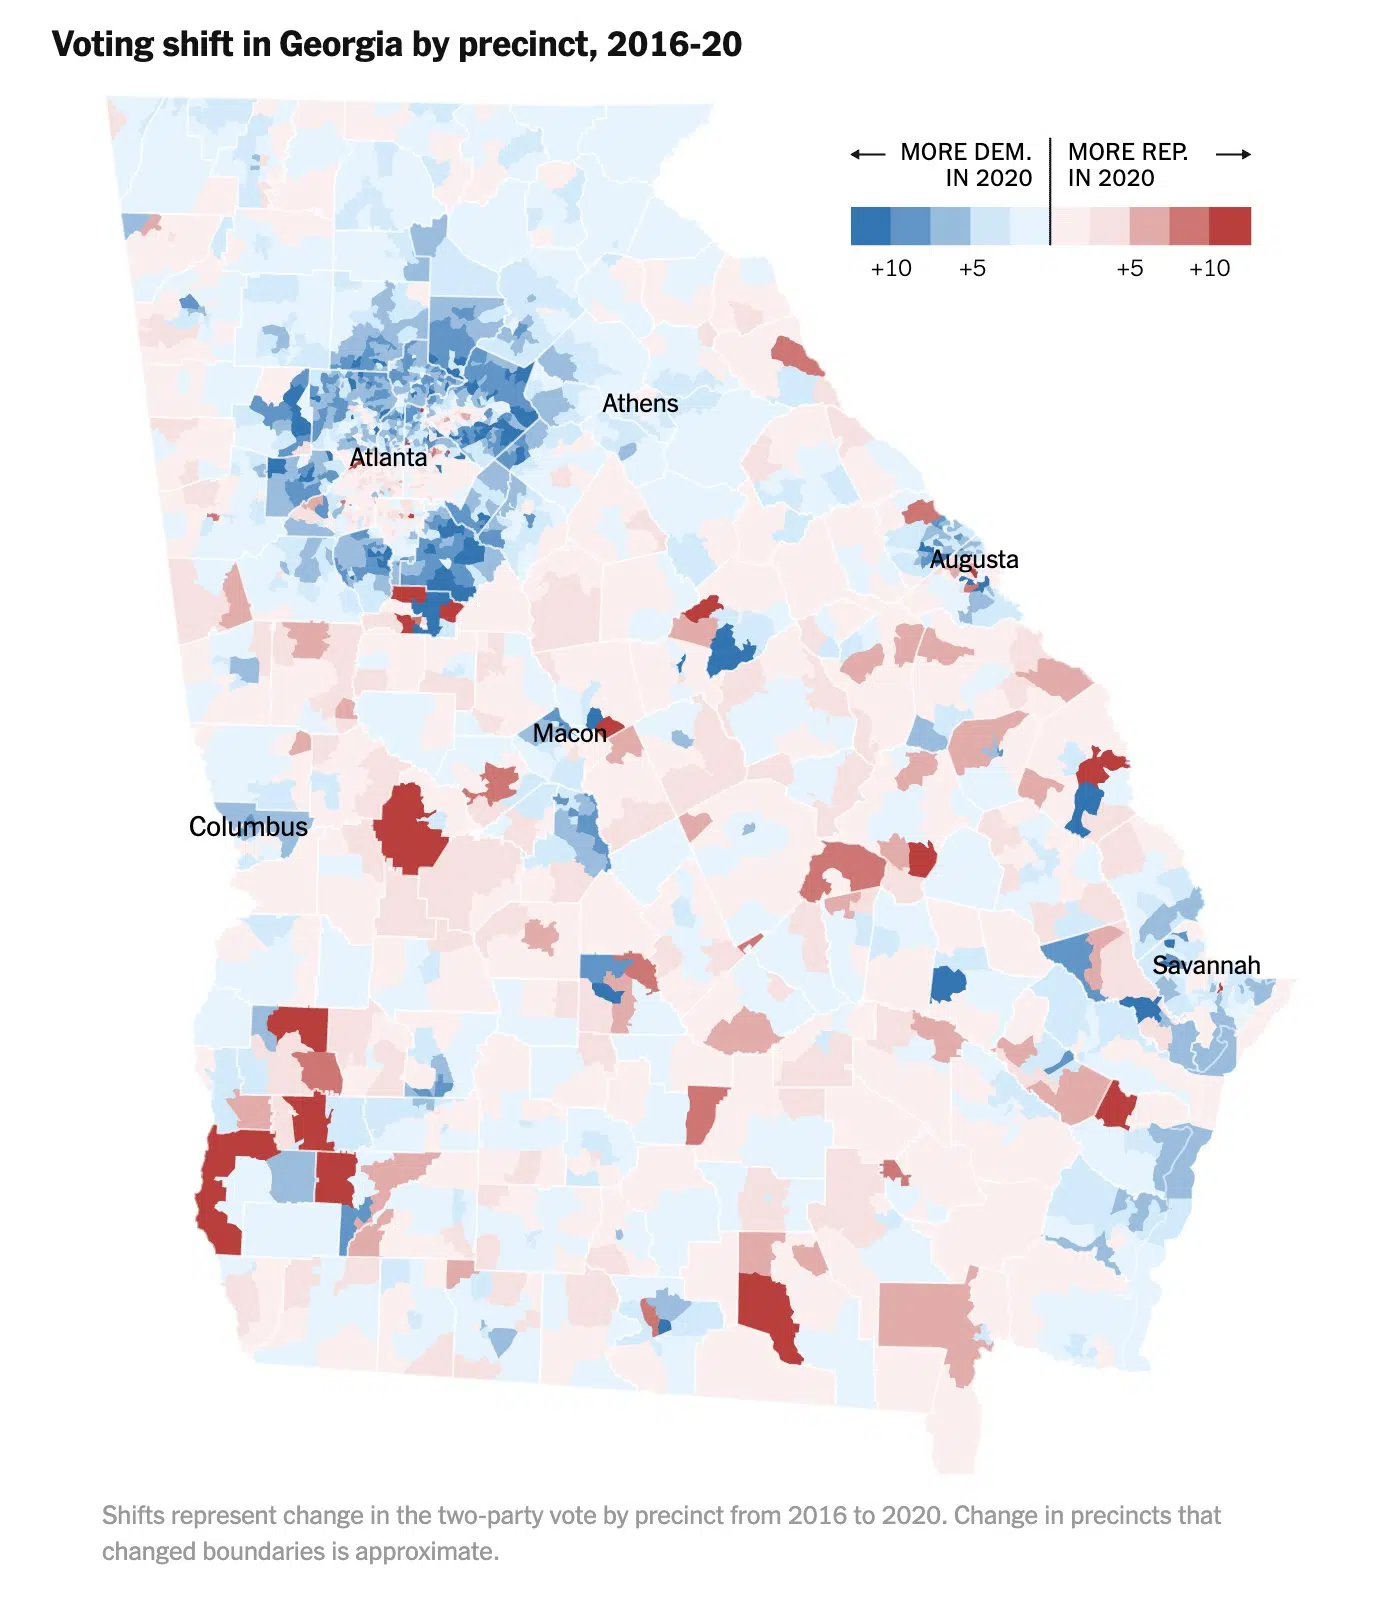 Voting shift in Georgia by precinct, 2016-20
MORE DEM.
IN 2020
MORE REP.
IN 2020
+10
+5
+5
+10
Athens
Atlanta
Augusta
Macon
Columbus
Savannah
Shifts represent change in the two-party vote by precinct from 2016 to 2020. Change in precincts that
changed boundaries is approximate.